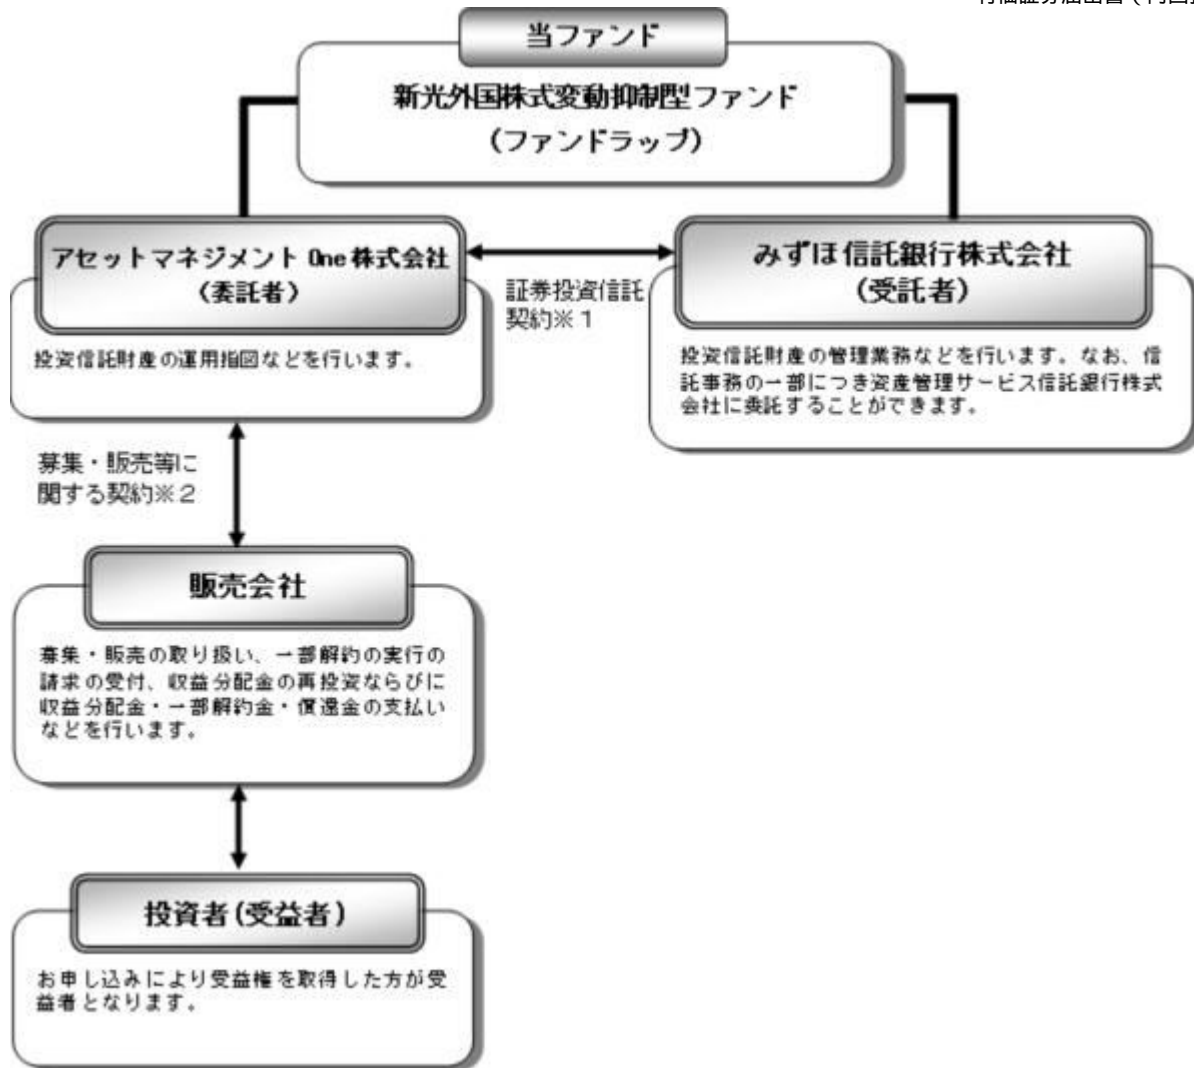 当ファンド
新光外国株式変動抑制型ファンド
(ファンドラップ)
アセットマネジメント One 株式会社
(委託者)
投資信託財産の運用指図などを行います。
証券投資信託
契約※1
みずほ信託銀行株式会社
(受託者)
投資信託財産の管理業務などを行います。なお、信
託事務の一部につき資産管理サービス信託銀行株式
会社に委託することができます。
募集・販売等に
関する契約※2
販売会社
募集・販売の取り扱い、一部解約の実行の
請求の受付、収益分配金の再投資ならびに
収益分配金・一部解約金・償還金の支払い
などを行います。
投資者(受益者)
お申し込みにより受益権を取得した方が受
益者となります。